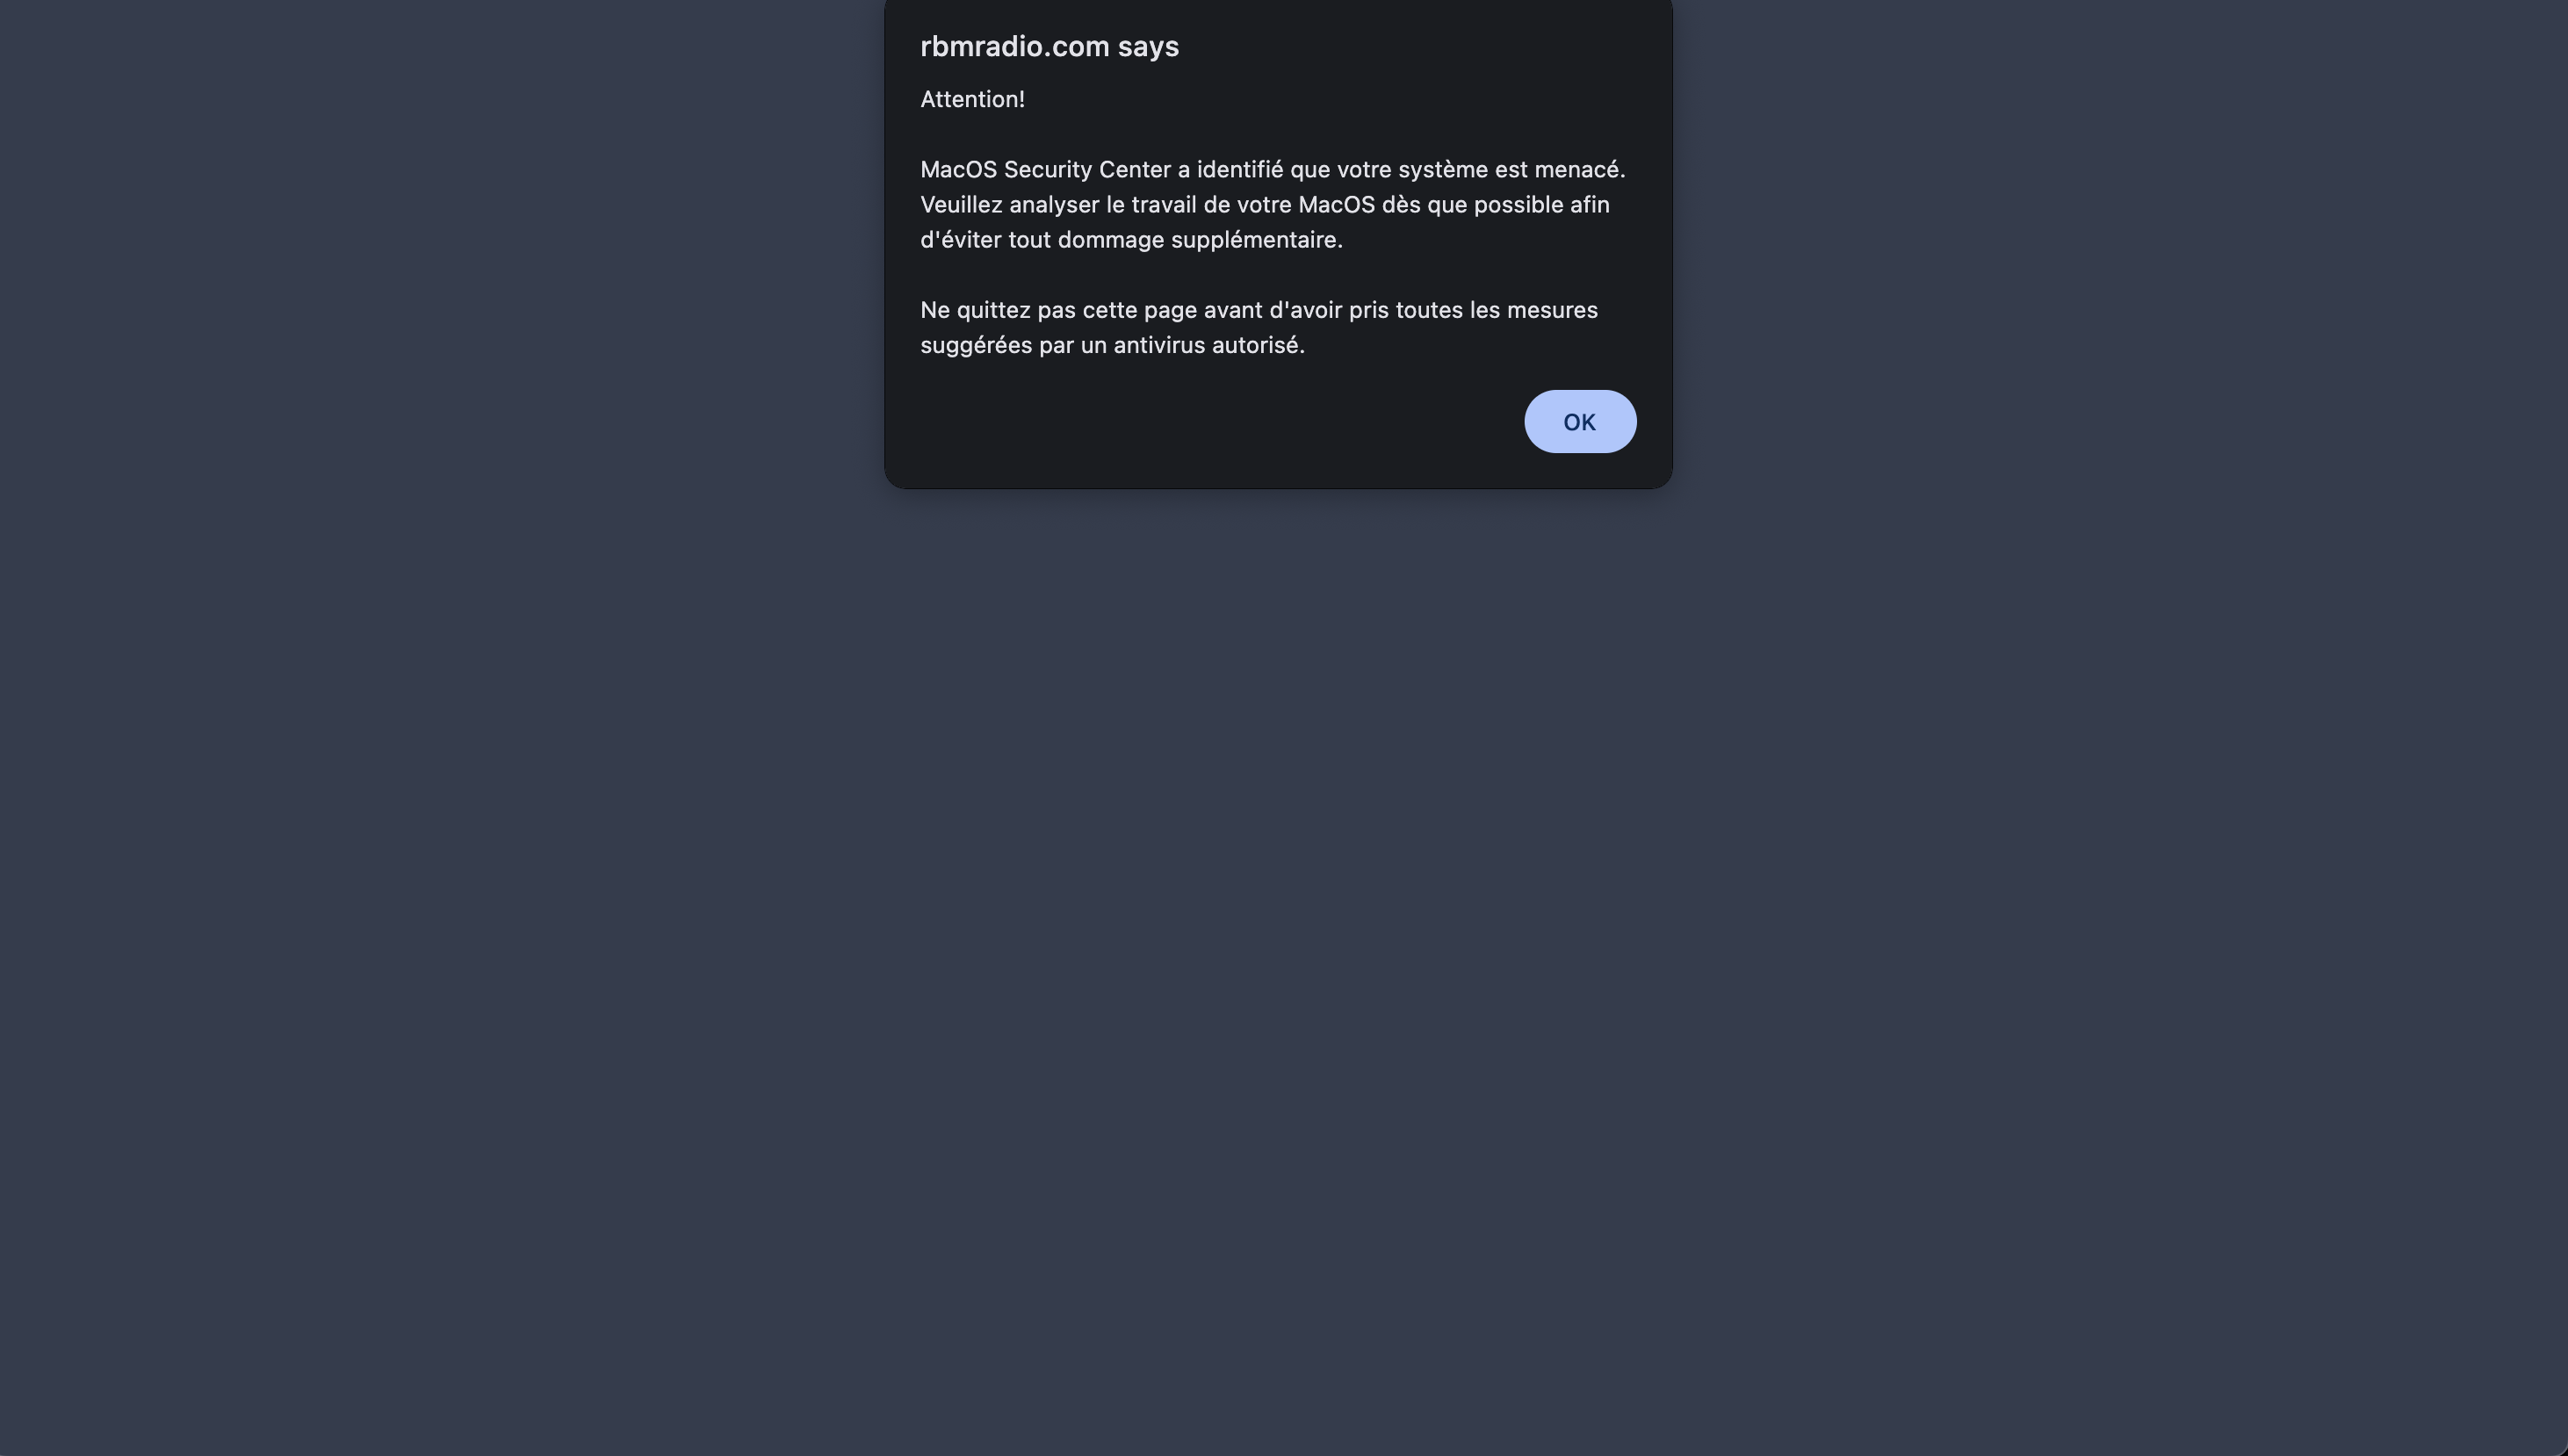 rbmradio.com says
Attention!
MacOS Security Center a identifié que votre système est menacé.
Veuillez analyser le travail de votre MacOS dès que possible afin
d'éviter tout dommage supplémentaire.
Ne quittez pas cette page avant d'avoir pris toutes les mesures
suggérées par un antivirus autorisé.
OK